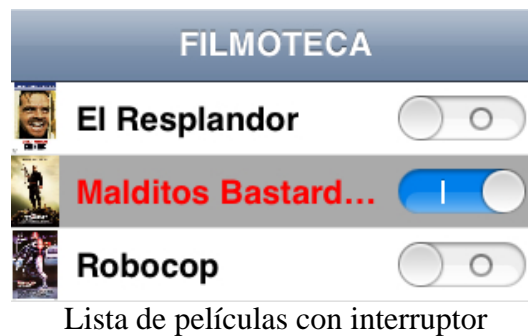 FILMOTECA
El Resplandor
Malditos Bastard...
Robocop
Lista de películas con interruptor